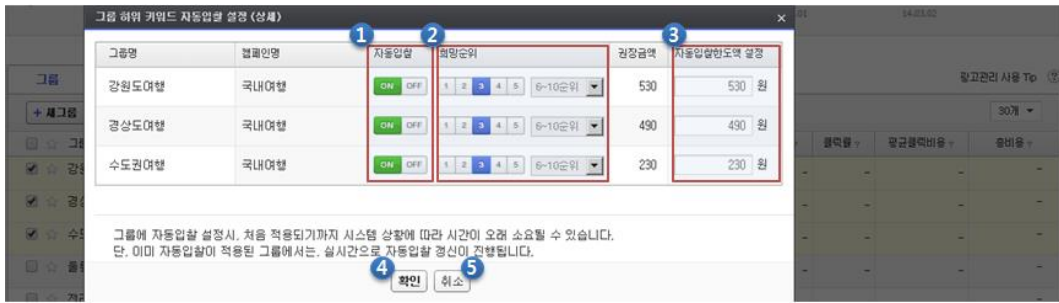 그룹 하위 키워드 자동입찰 설정 (상세) ×
14.03.02
1 2 3
그룹명 캠페인명 자동입찰 희망순위 권장금액 자동입찰한도액 설정
강원도여행 국내여행 ON OFF 1 2 3 4 5 6~10순위 530 530 원
경상도여행 국내여행 ON OFF 1 2 3 4 5 6~10순위 490 490 원
수도권여행 국내여행 ON OFF 1 2 3 4 5 6~10순위 230 230 원
그룹에 자동입찰 설정시, 처음 적용되기까지 시스템 상황에 따라 시간이 오래 소요될 수 있습니다.
단, 이미 자동입찰이 적용된 그룹에서는, 실시간으로 자동입찰 갱신이 진행됩니다.
4 확인 5 취소
그룹
+ 새그룹
광고관리 사용 Tip ?
30개
클릭률 평균클릭비용 총비용